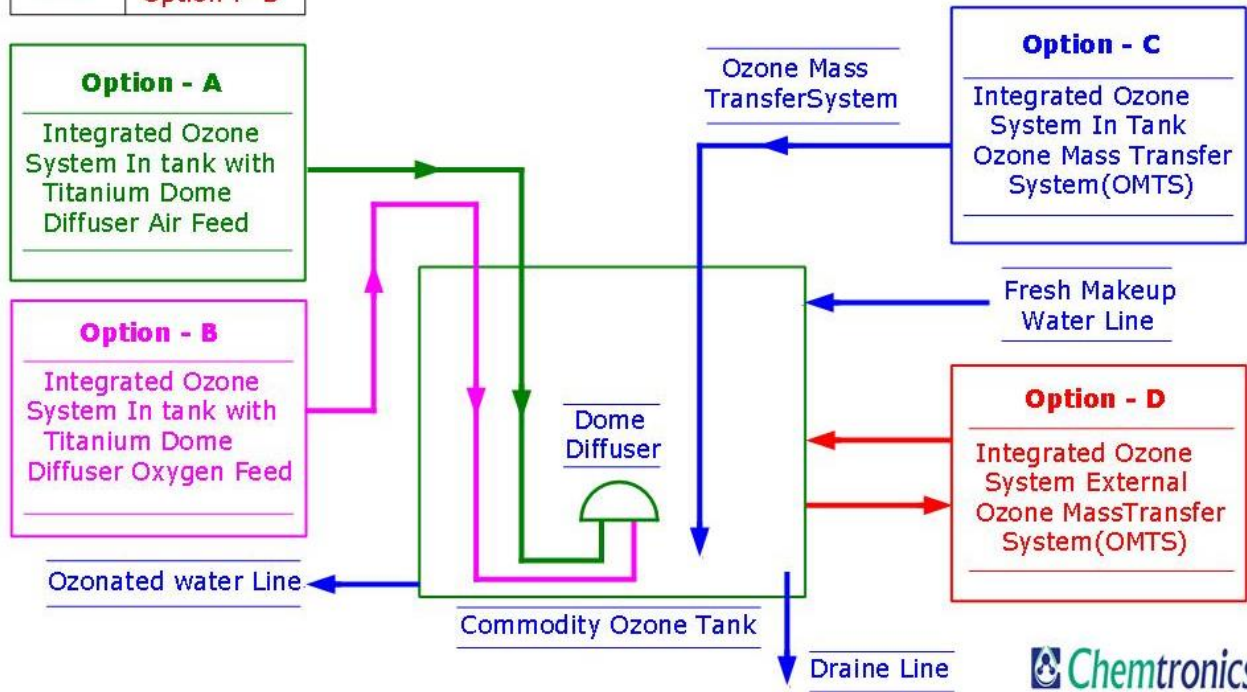 Option - A
Integrated Ozone
System In tank with
Titanium Dome
Diffuser Air Feed
Option - B
Integrated Ozone
System In tank with
Titanium Dome
Diffuser Oxygen Feed
Ozonated water Line
Ozone Mass
TransferSystem
Dome
Diffuser
Commodity Ozone Tank
Draine Line
Option - C
Integrated Ozone
System In Tank
Ozone Mass Transfer
System(OMTS)
Fresh Makeup
Water Line
Option - D
Integrated Ozone
System External
Ozone MassTransfer
System(OMTS)
Chemtronics